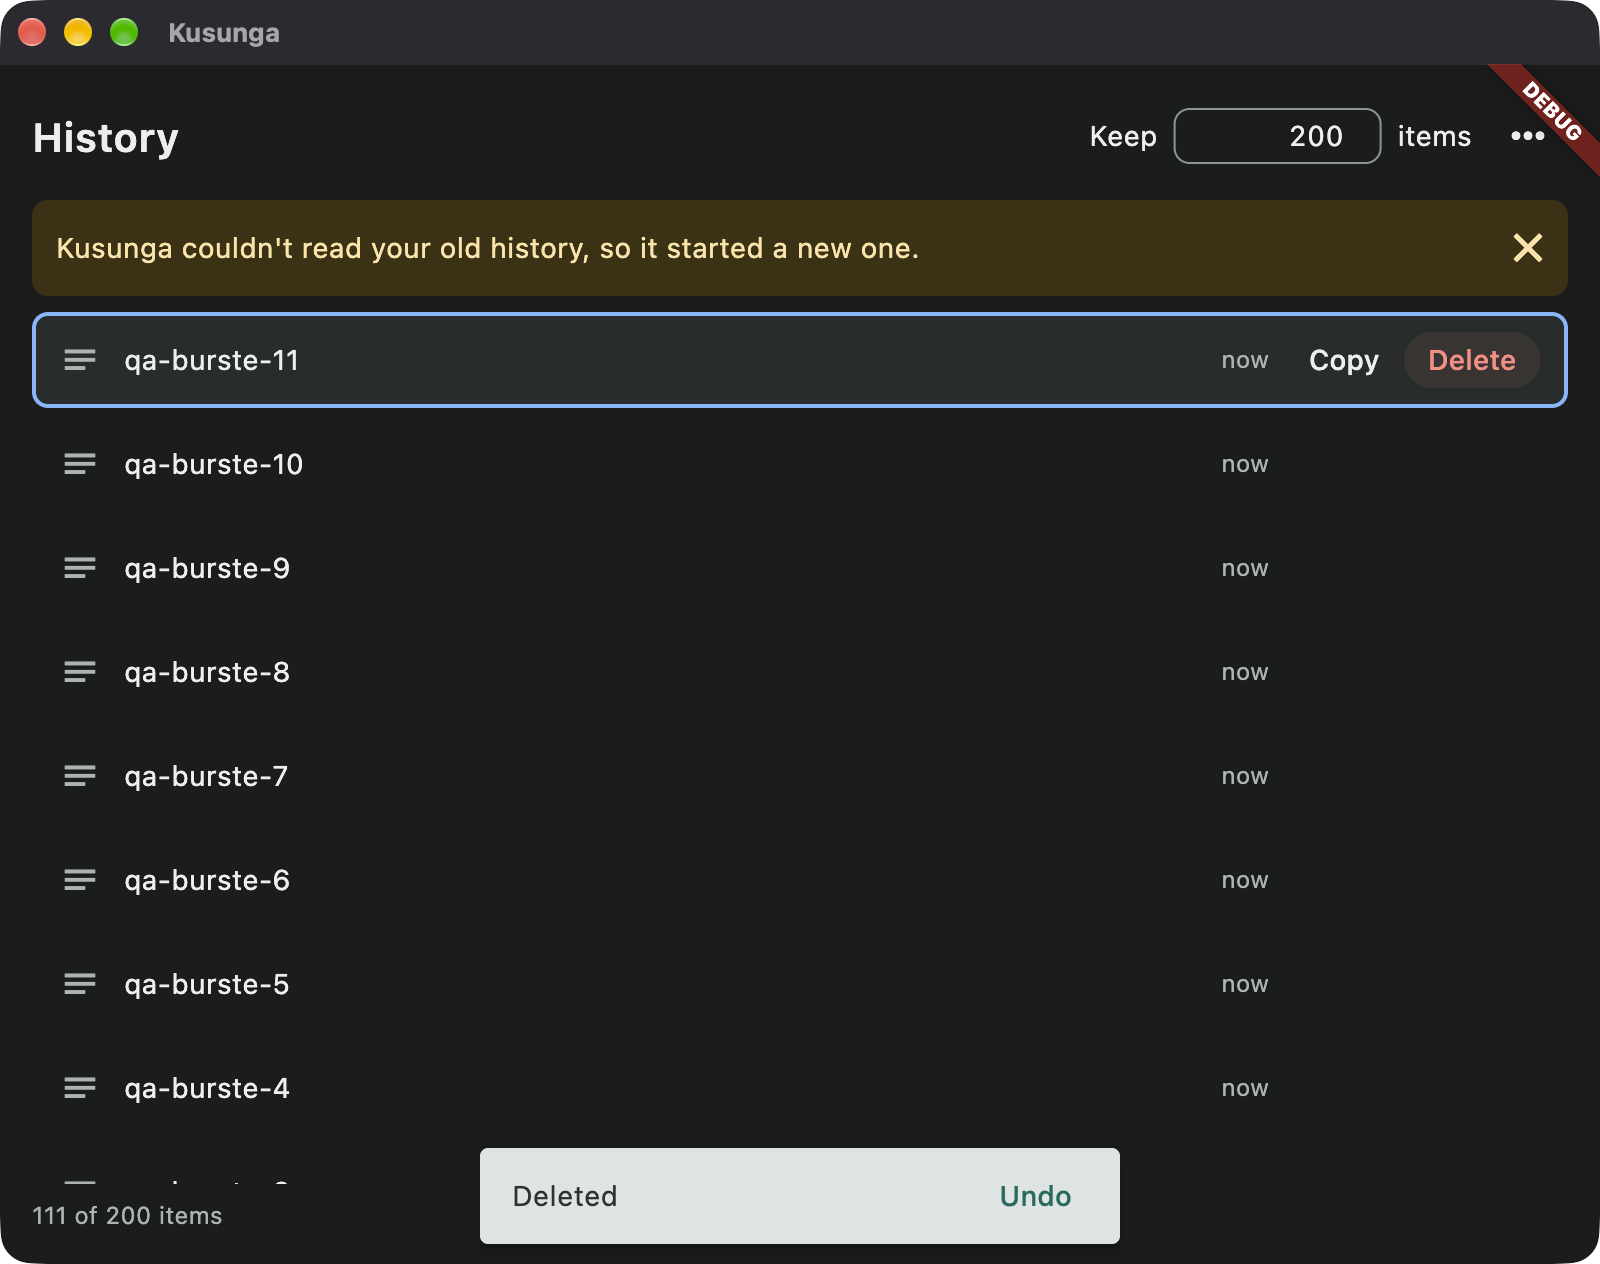 Kusunga
DEBUG
History
Keep 200 items •••
Kusunga couldn't read your old history, so it started a new one.
qa-burste-11 now Copy Delete
qa-burste-10 now
qa-burste-9 now
qa-burste-8 now
qa-burste-7 now
qa-burste-6 now
qa-burste-5 now
qa-burste-4 now
Deleted Undo
111 of 200 items